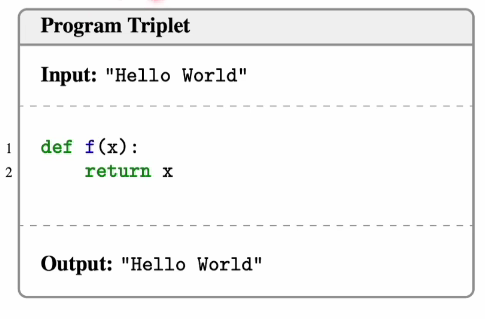 Program Triplet
Input: "Hello World"
1 def f(x):
2 return x
Output: "Hello World"